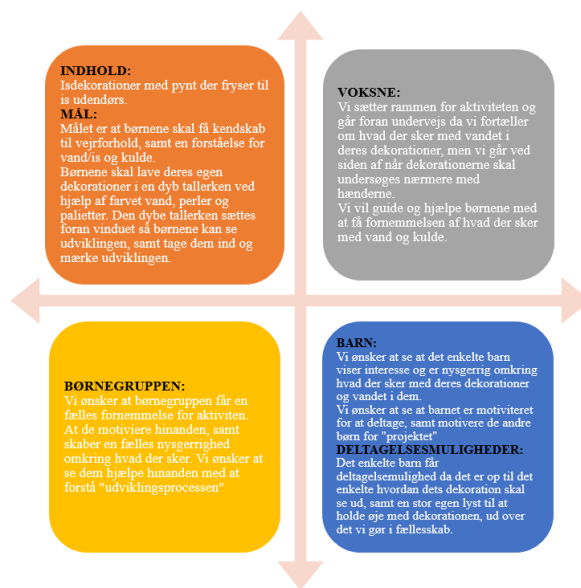 INDHOLD:
Isdekorationer med pynt der fryser til
is udendørs.
MÅL:
Målet er at børnene skal få kendskab
til vejrforhold, samt en forståelse for
vand/is og kulde.
Børnene skal lave deres egen
dekorationer i en dyb tallerken ved
hjælp af farvet vand, perler og
palietter. Den dybe tallerken sættes
foran vinduet så børnene kan se
udviklingen, samt tage dem ind og
mærke udviklingen.
VOKSNE:
Vi sætter rammen for aktiviteten og
går foran undervejs da vi fortæller
om hvad der sker med vandet i
deres dekorationer, men vi går ved
siden af når dekorationerne skal
undersøges nærmere med
hænderne.
Vi vil guide og hjælpe børnene med
at få fornemmelsen af hvad der sker
med vand og kulde.
BØRNEGRUPPEN:
Vi ønsker at børnegruppen får en
fælles fornemmelse for aktiviten.
At de motiviere hinanden, samt
skaber en fælles nysgerrighed
omkring hvad der sker. Vi ønsker at
se dem hjælpe hinanden med at
forstå "udviklingsprocessen"
BARN:
Vi ønsker at se at det enkelte barn
viser interesse og er nysgerrig omkring
hvad der sker med deres dekorationer
og vandet i dem.
Vi ønsker at se at barnet er motiviteret
for at deltage, samt motivere de andre
børn for "projektet"
DELTAGELSESMULIGHEDER:
Det enkelte barn får
deltagelsemulighed da det er op til det
enkelte hvordan dets dekoration skal
se ud, samt en stor egen lyst til at
holde øje med dekorationen, ud over
det vi gør i fællesskab.